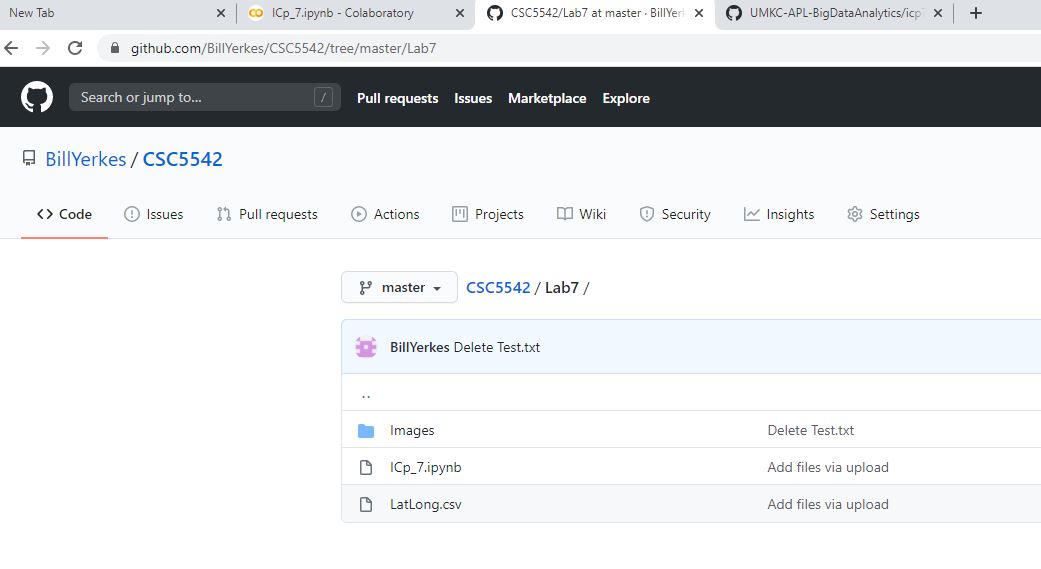 New Tab
ICp_7.ipynb - Colaboratory
CSC5542/Lab7 at master · BillYerk
UMKC-APL-BigDataAnalytics/icp7
github.com/BillYerkes/CSC5542/tree/master/Lab7
Search or jump to... /
Pull requests Issues Marketplace Explore
BillYerkes / CSC5542
Code Issues Pull requests Actions Projects Wiki Security Insights Settings
master CSC5542 / Lab7 /
BillYerkes Delete Test.txt
..
Images Delete Test.txt
ICp_7.ipynb Add files via upload
LatLong.csv Add files via upload